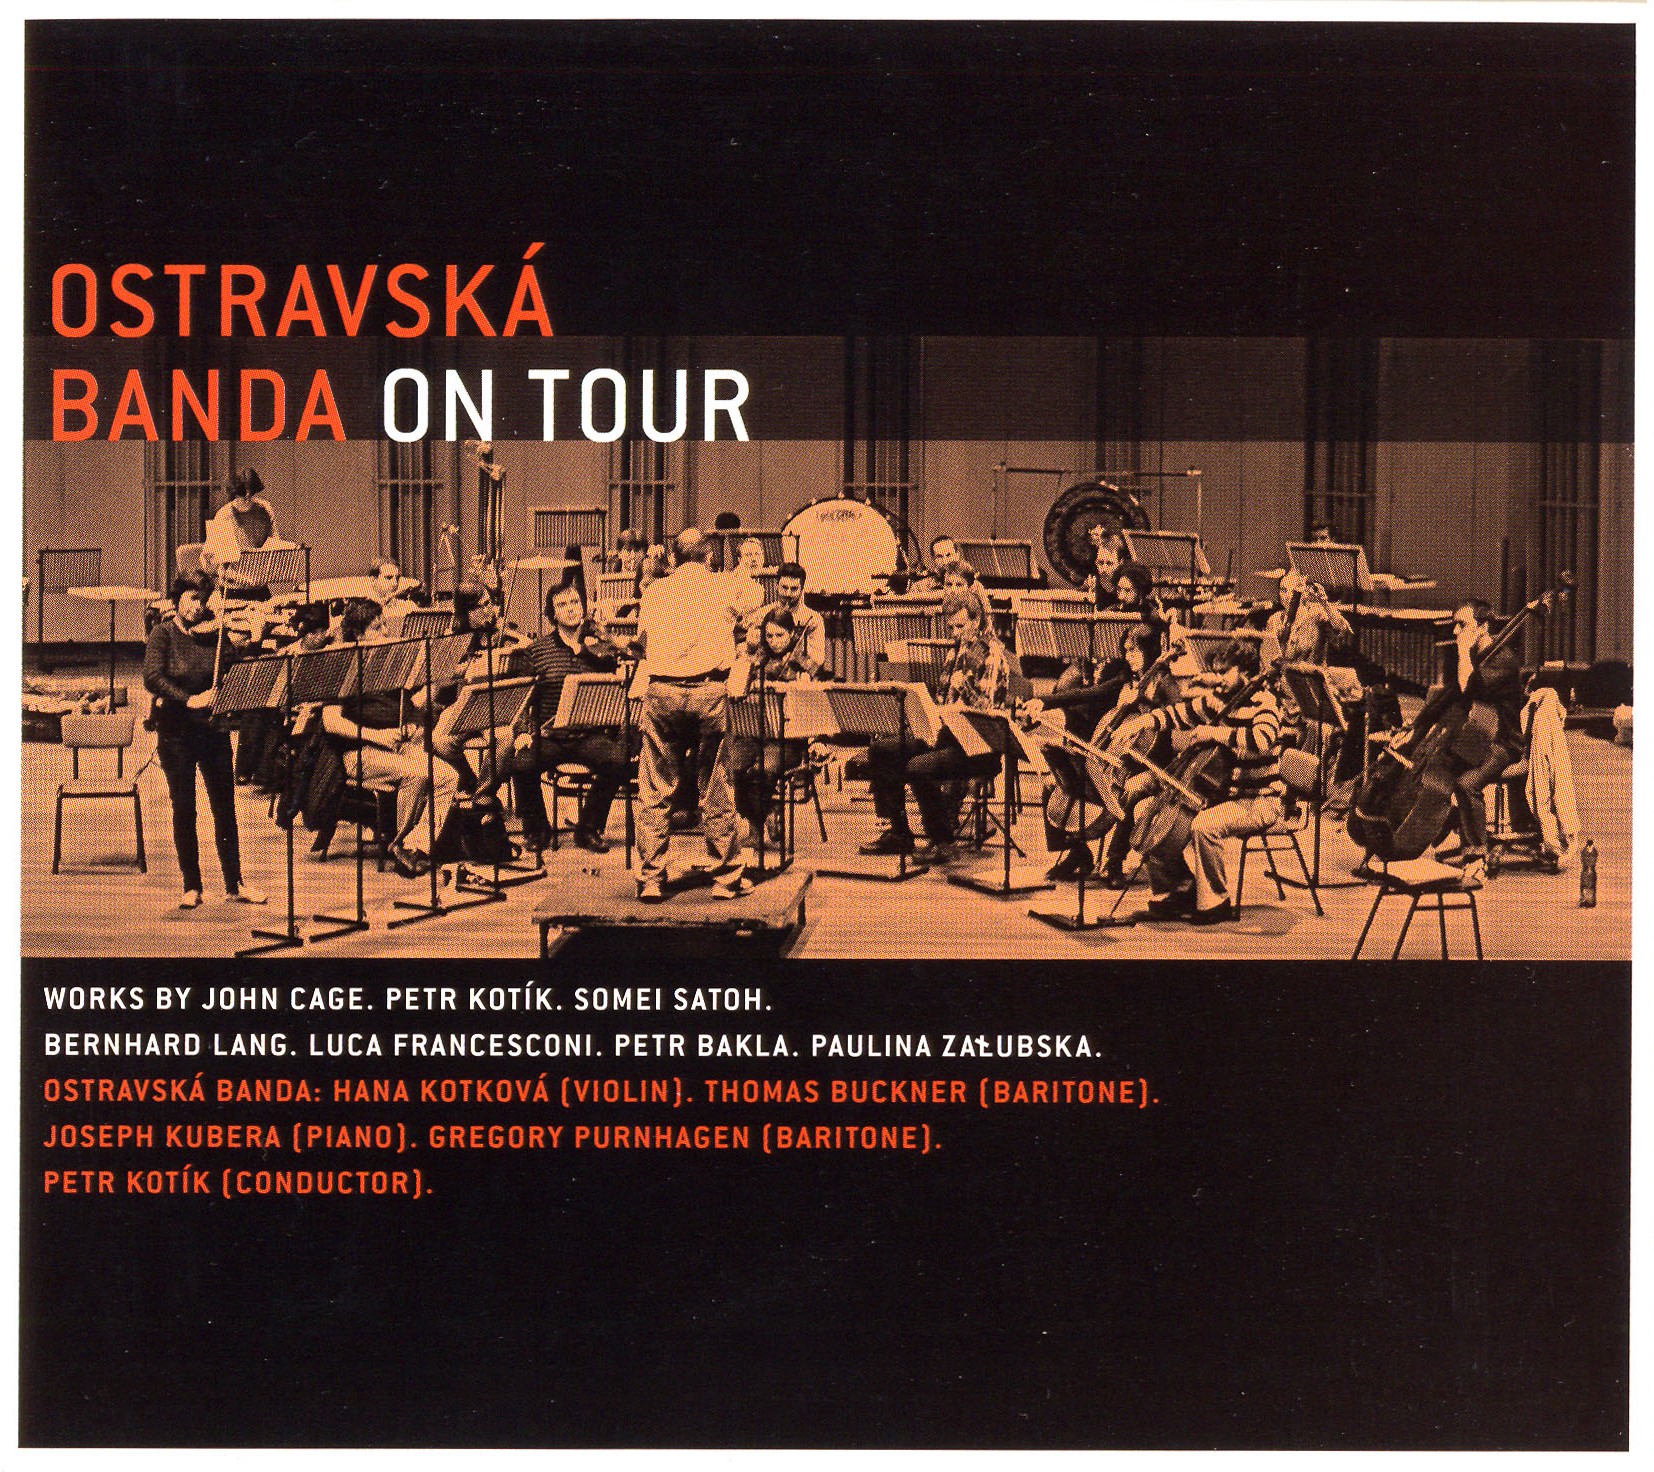 OSTRAVSKÁ
BANDA ON TOUR
WORKS BY JOHN CAGE. PETR KOTÍK. SOMEI SATOH.
BERNHARD LANG. LUCA FRANCESCONI. PETR BAKLA. PAULINA ZAŁUBSKA.
OSTRAVSKÁ BANDA: HANA KOTKOVÁ (VIOLIN). THOMAS BUCKNER (BARITONE).
JOSEPH KUBERA (PIANO). GREGORY PURNHAGEN (BARITONE).
PETR KOTÍK (CONDUCTOR).